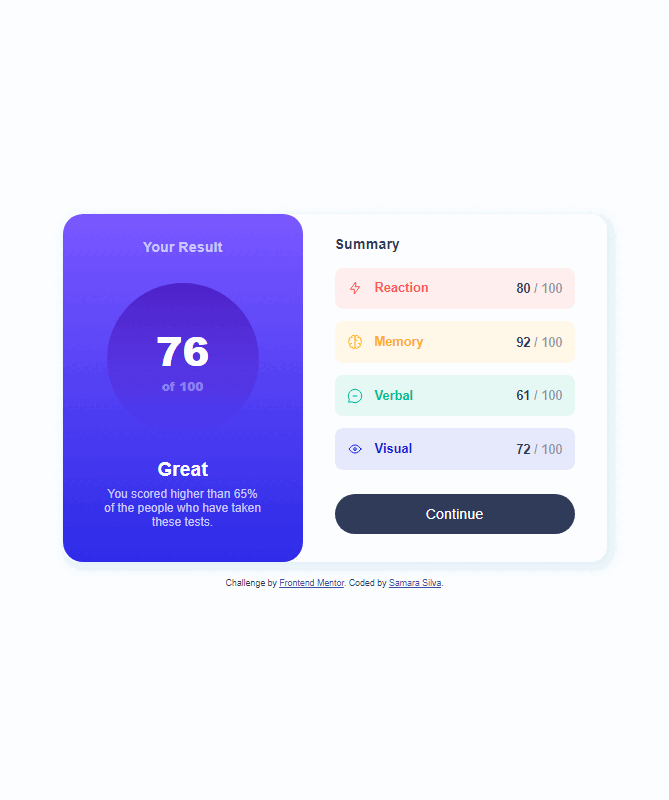 Your Result
76
of 100
Great
You scored higher than 65%
of the people who have taken
these tests.
Summary
Reaction 80 / 100
Memory 92 / 100
Verbal 61 / 100
Visual 72 / 100
Continue
Challenge by Frontend Mentor. Coded by Samara Silva.